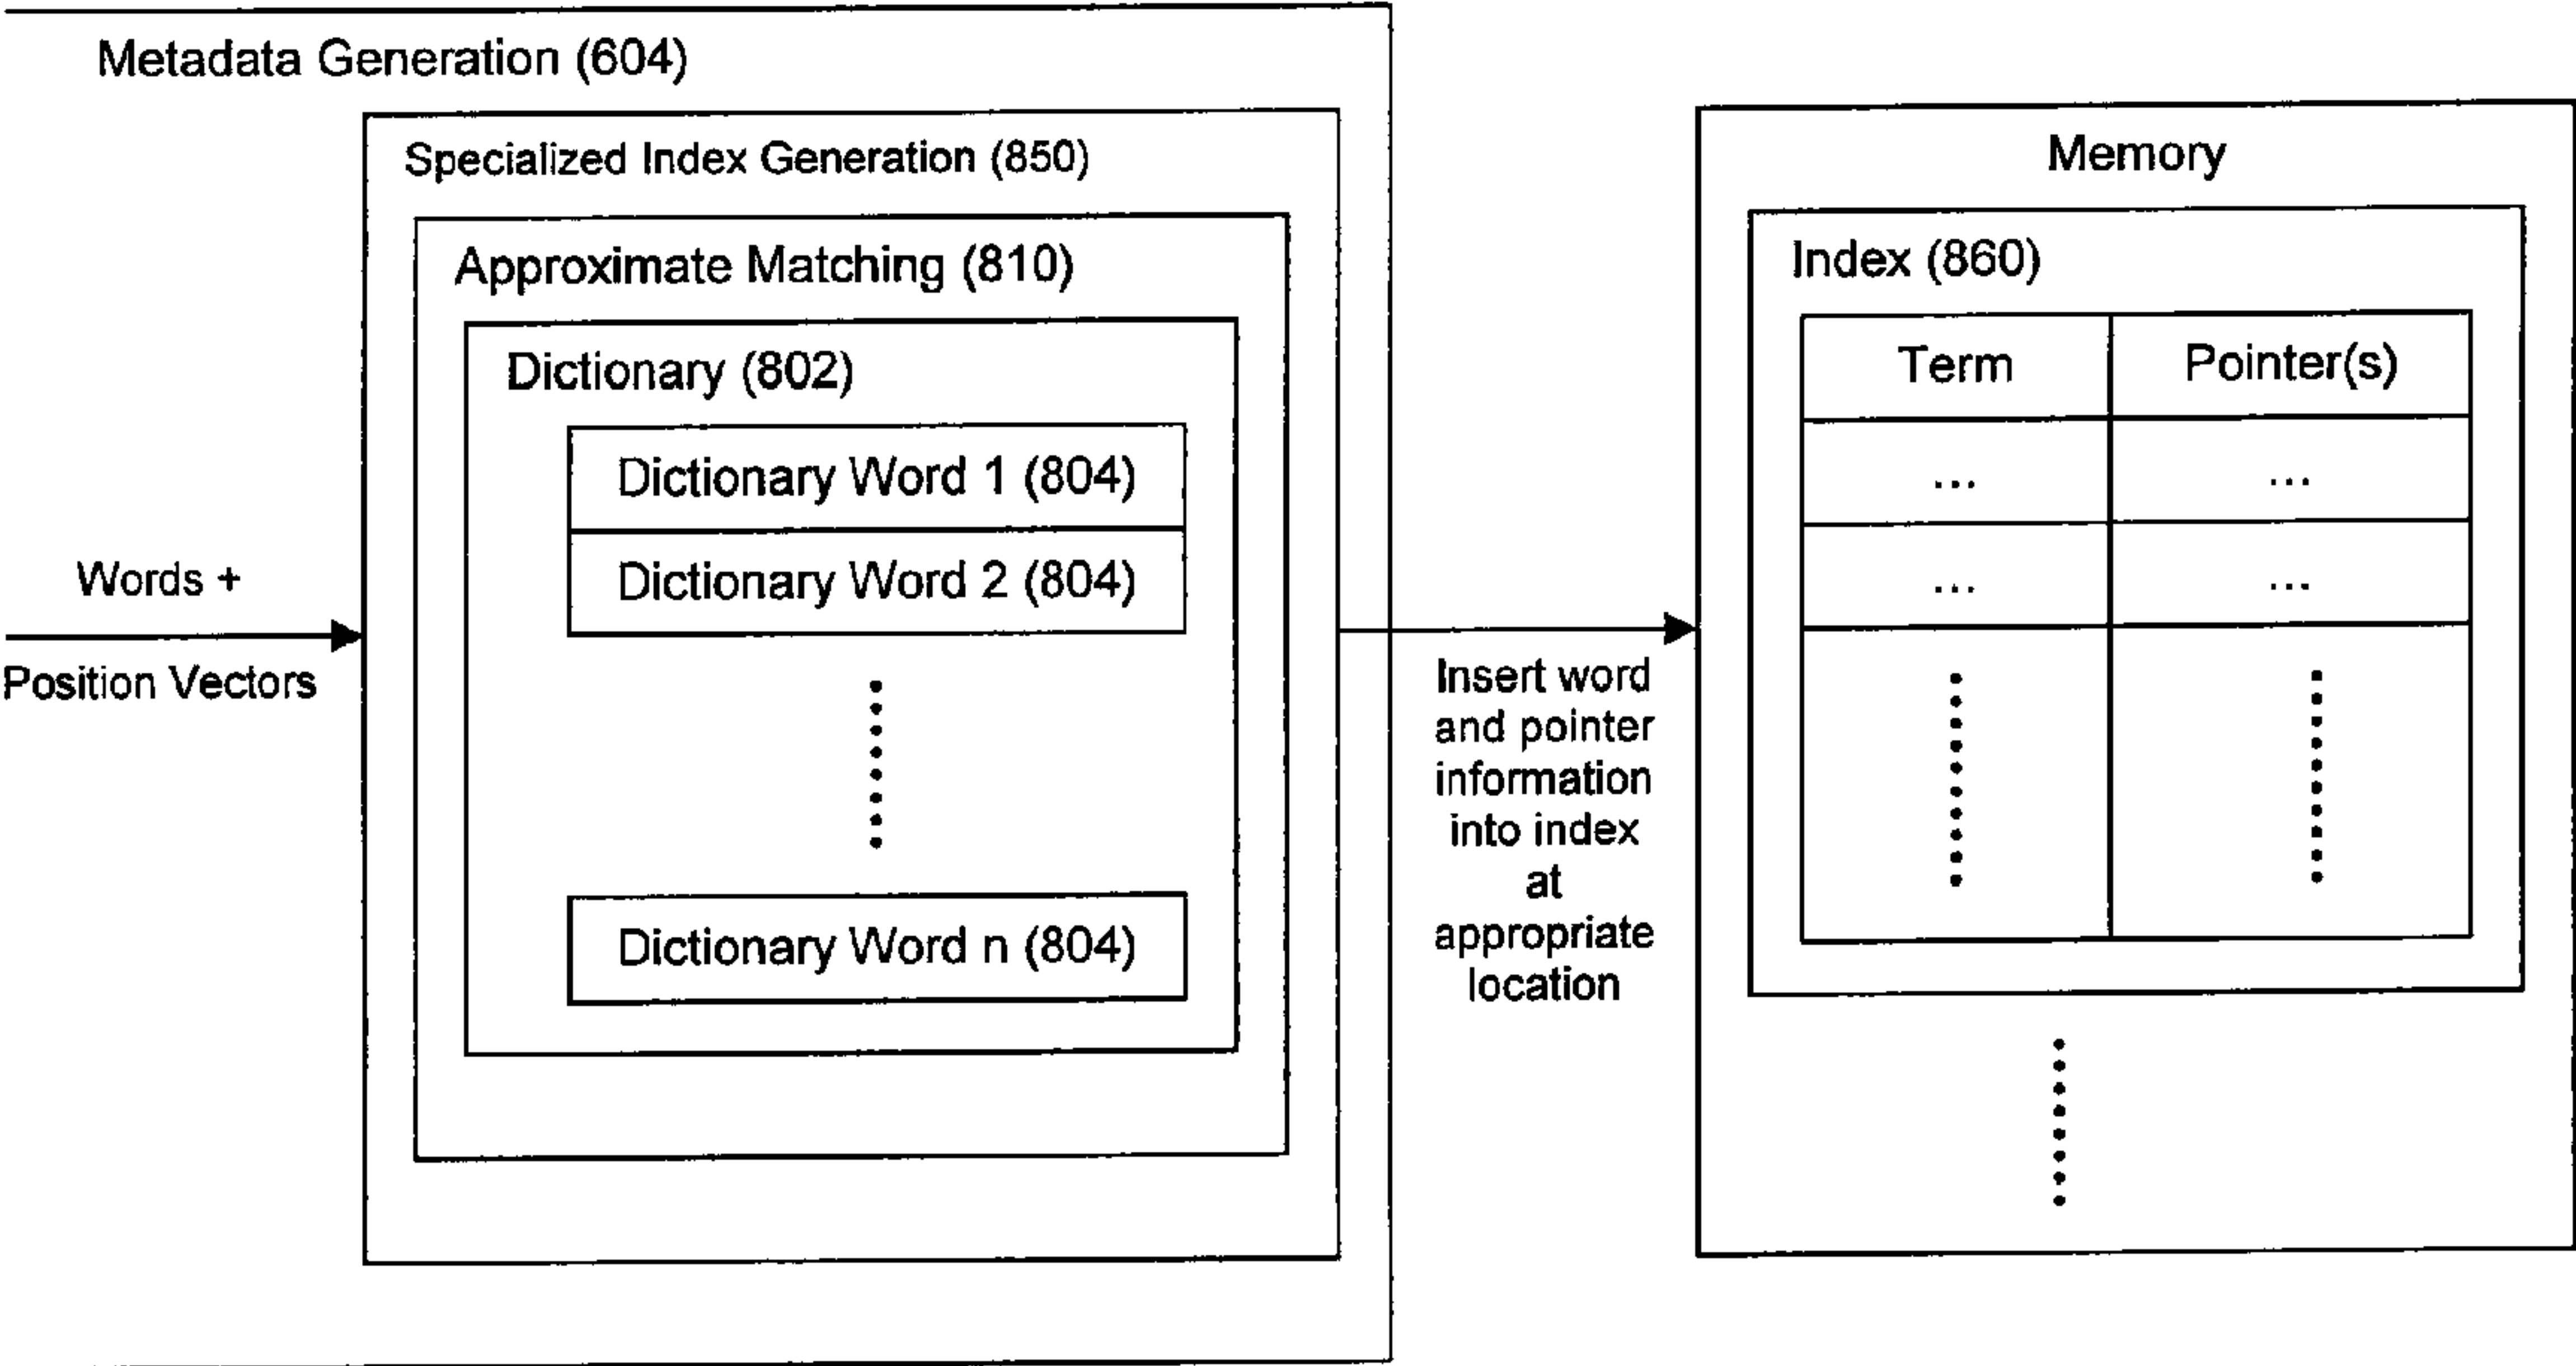 Metadata Generation (604)
Specialized Index Generation (850)
Approximate Matching (810)
Dictionary (802)
Dictionary Word 1 (804)
Dictionary Word 2 (804)
Dictionary Word n (804)
Words +
Position Vectors
Insert word
and pointer
information
into index
at
appropriate
location
Memory
Index (860)
Term Pointer(s)
... ...
... ...